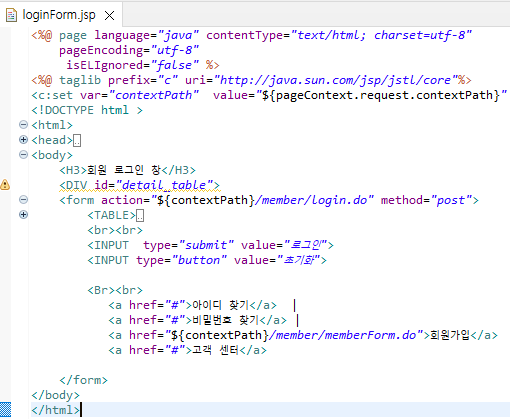 loginForm.jsp
<%@ page language="java" contentType="text/html; charset=utf-8"
pageEncoding="utf-8"
isELIgnored="false" %>
<%@ taglib prefix="c" uri="http://java.sun.com/jsp/jstl/core"%>
<c:set var="contextPath"  value="${pageContext.request.contextPath}"
<!DOCTYPE html >
<html>
<head>
<body>
<H3>회원 로그인 창</H3>
<DIV id="detail_table">
<form action="${contextPath}/member/login.do" method="post">
<TABLE>
<br><br>
<INPUT  type="submit" value="로그인">
<INPUT type="button" value="초기화">
<Br><br>
<a href="#">아이디 찾기</a>  |
<a href="#">비밀번호 찾기</a> |
<a href="${contextPath}/member/memberForm.do">회원가입</a>
<a href="#">고객 센터</a>
</form>
</body>
</html>